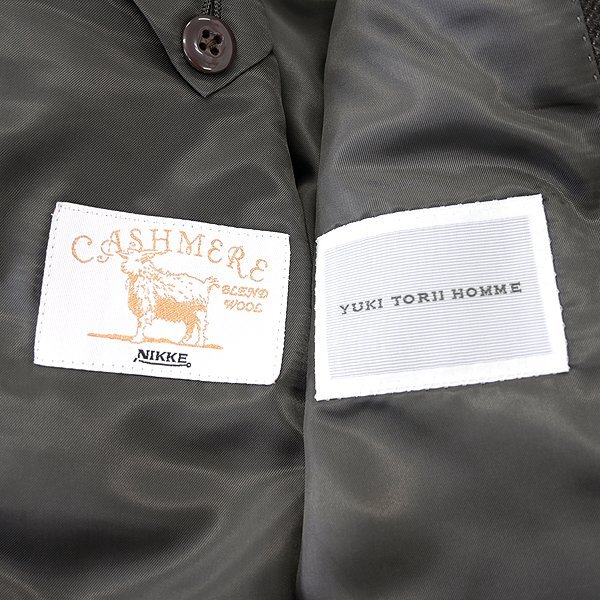 CASHMERE
BLEND
WOOL
NIKKE
YUKI TORII HOMME